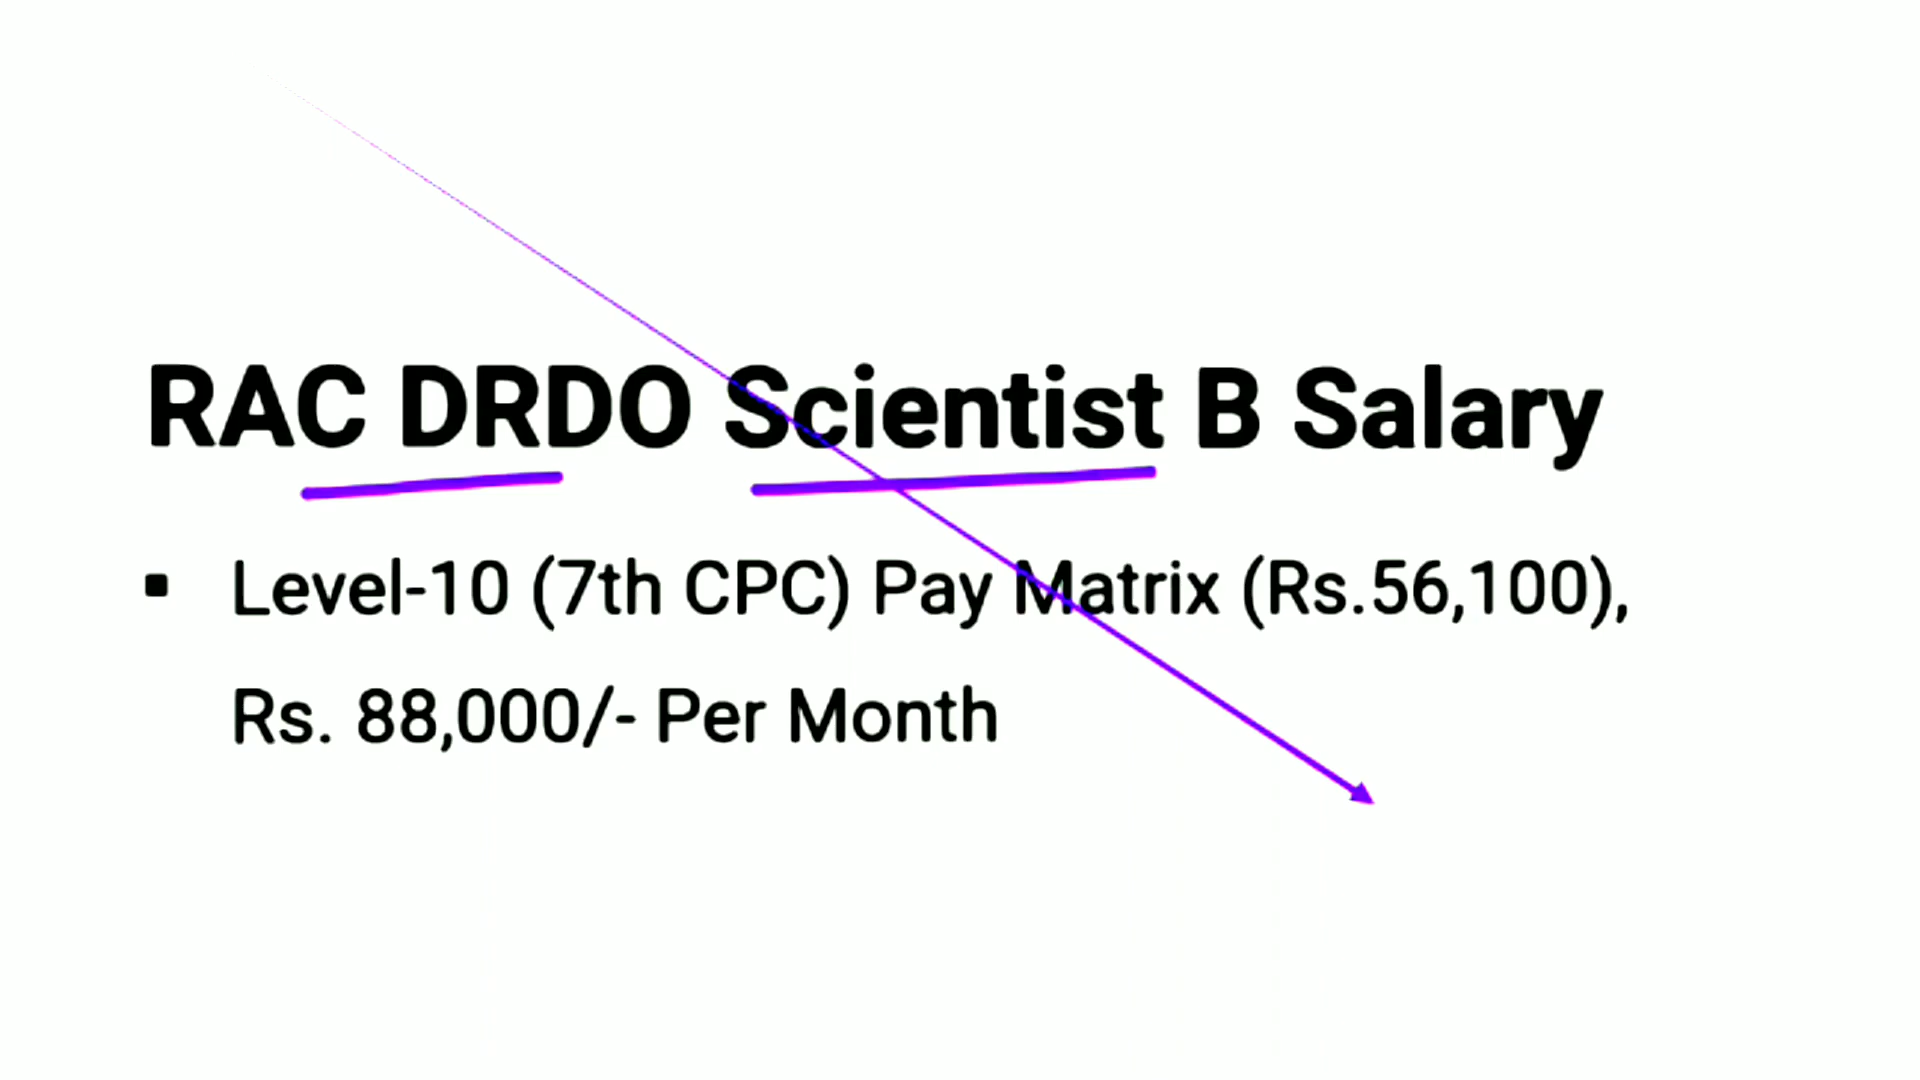 RAC DRDO Scientist B Salary
▪ Level-10 (7th CPC) Pay Matrix (Rs.56,100),
Rs. 88,000/- Per Month